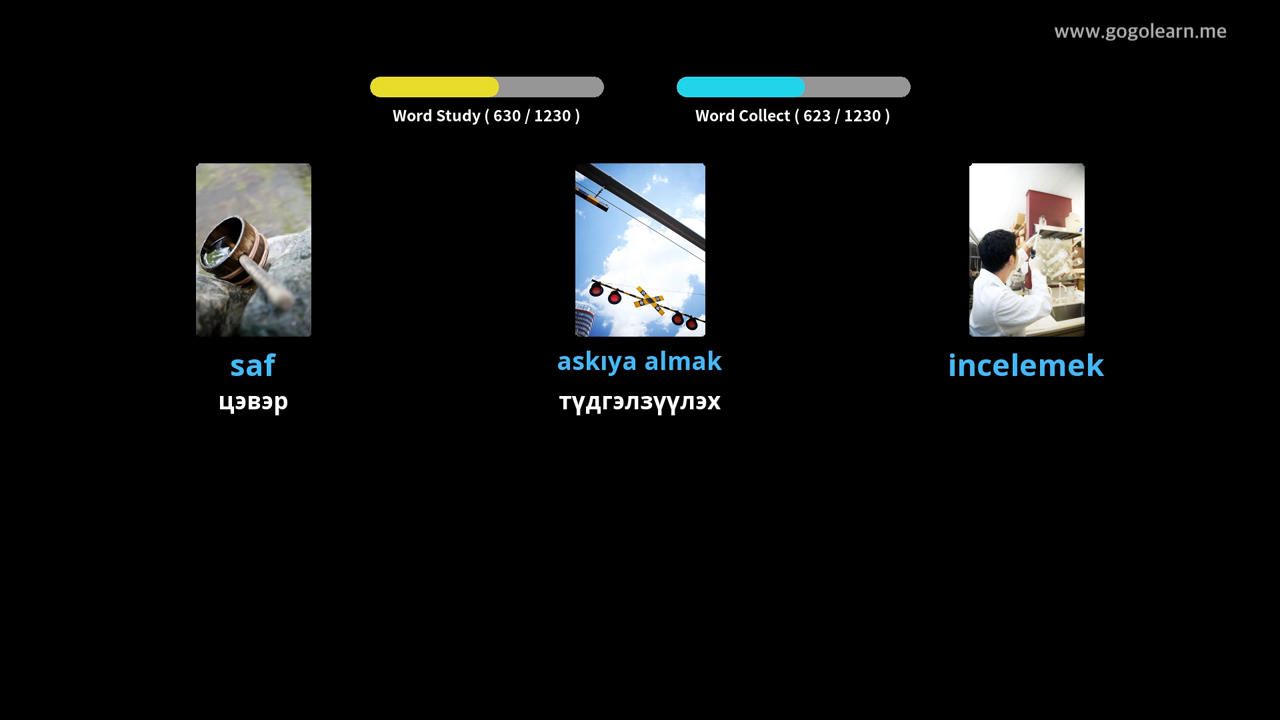 www.gogolearn.me
Word Study ( 630 / 1230 )
Word Collect ( 623 / 1230 )
saf
askıya almak
incelemek
цэвэр
түдгэлзүүлэх